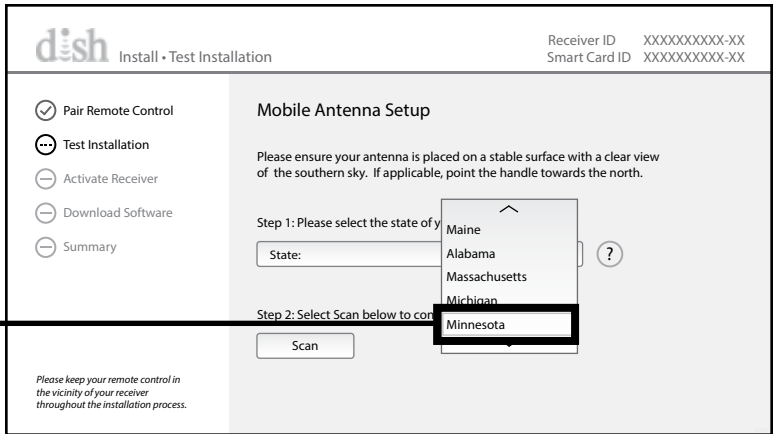 dish Install • Test Installation
Receiver ID XXXXXXXXXX-XX
Smart Card ID XXXXXXXXXX-XX
Pair Remote Control
Test Installation
Activate Receiver
Download Software
Summary
Please keep your remote control in
the vicinity of your receiver
throughout the installation process.
Mobile Antenna Setup
Please ensure your antenna is placed on a stable surface with a clear view
of the southern sky. If applicable, point the handle towards the north.
Step 1: Please select the state of y
State:
?
Maine
Alabama
Massachusetts
Michigan
Minnesota
Step 2: Select Scan below to con
Scan